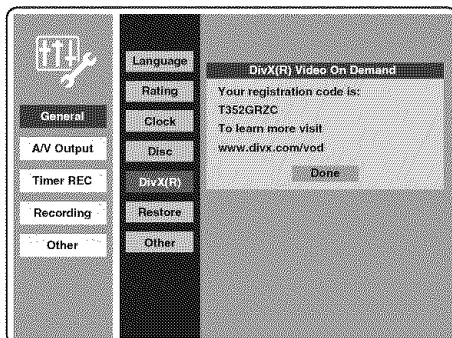 General
A/V Output
Timer REC
Recording
Other
Language
Rating
Clock
Disc
DivX(R)
Restore
Other
DivX(R) Video On Demand
Your registration code is:
T352GRZC
To learn more visit
www.divx.com/vod
Done